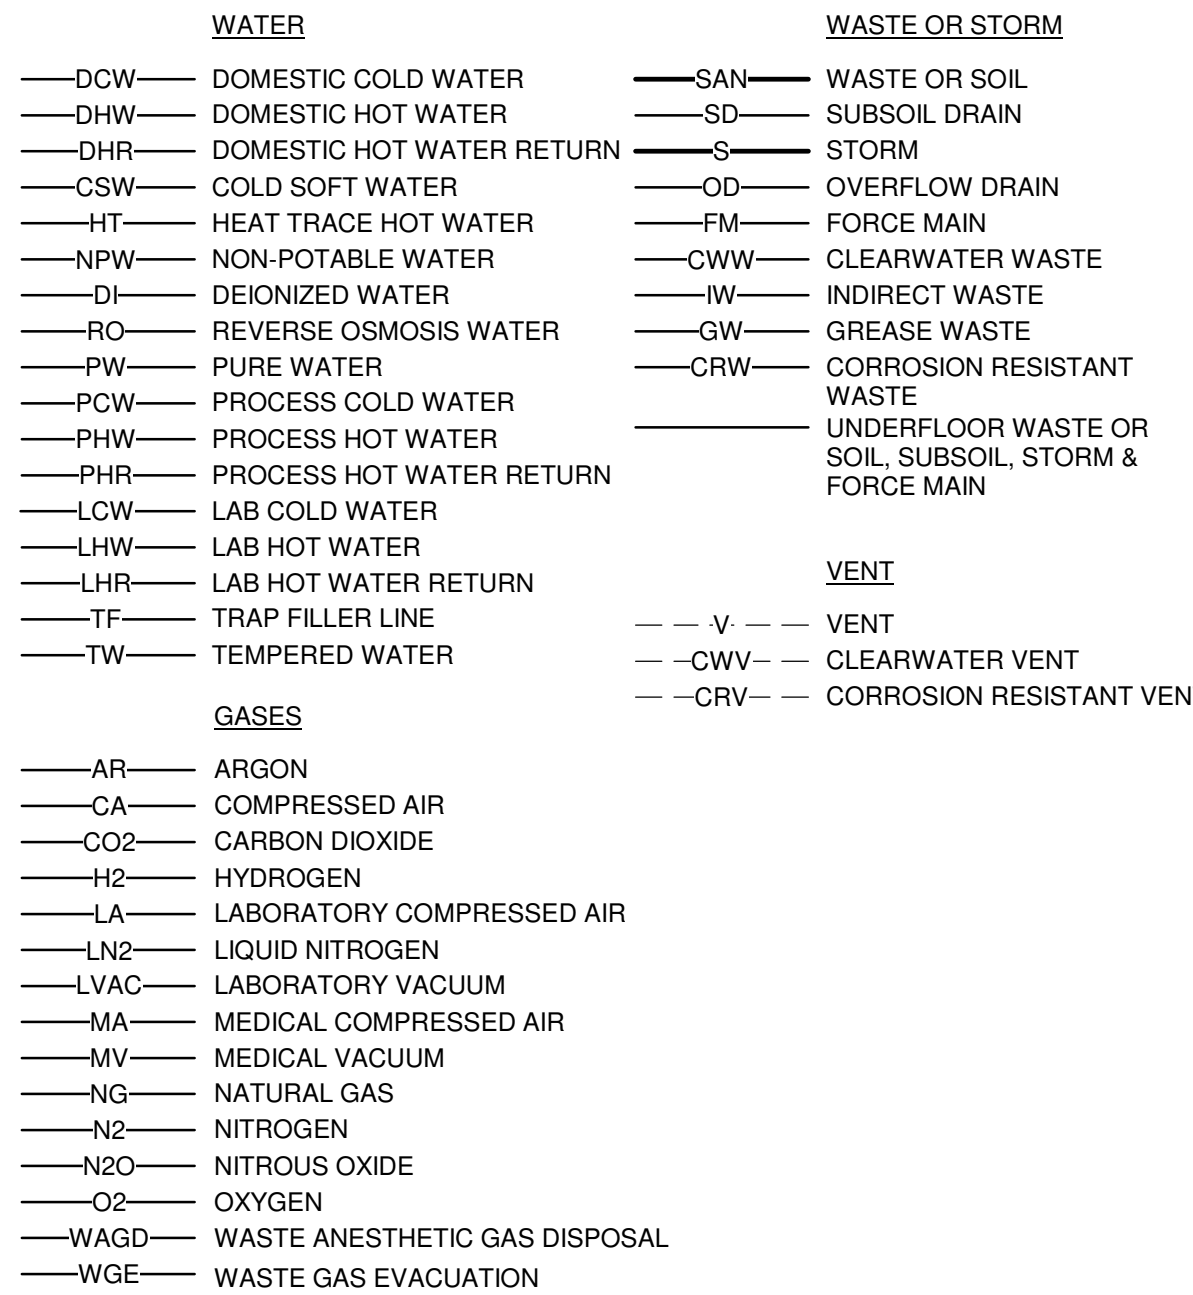 WATER
DCW DOMESTIC COLD WATER
DHW DOMESTIC HOT WATER
DHR DOMESTIC HOT WATER RETURN
CSW COLD SOFT WATER
HT HEAT TRACE HOT WATER
NPW NON-POTABLE WATER
DI DEIONIZED WATER
RO REVERSE OSMOSIS WATER
PW PURE WATER
PCW PROCESS COLD WATER
PHW PROCESS HOT WATER
PHR PROCESS HOT WATER RETURN
LCW LAB COLD WATER
LHW LAB HOT WATER
LHR LAB HOT WATER RETURN
TF TRAP FILLER LINE
TW TEMPERED WATER
GASES
AR ARGON
CA COMPRESSED AIR
CO2 CARBON DIOXIDE
H2 HYDROGEN
LA LABORATORY COMPRESSED AIR
LN2 LIQUID NITROGEN
LVAC LABORATORY VACUUM
MA MEDICAL COMPRESSED AIR
MV MEDICAL VACUUM
NG NATURAL GAS
N2 NITROGEN
N2O NITROUS OXIDE
O2 OXYGEN
WAGD WASTE ANESTHETIC GAS DISPOSAL
WGE WASTE GAS EVACUATION
WASTE OR STORM
SAN WASTE OR SOIL
SD SUBSOIL DRAIN
S STORM
OD OVERFLOW DRAIN
FM FORCE MAIN
CWW CLEARWATER WASTE
IW INDIRECT WASTE
GW GREASE WASTE
CRW CORROSION RESISTANT
WASTE
UNDERFLOOR WASTE OR
SOIL, SUBSOIL, STORM &
FORCE MAIN
VENT
V VENT
CWV CLEARWATER VENT
CRV CORROSION RESISTANT VEN